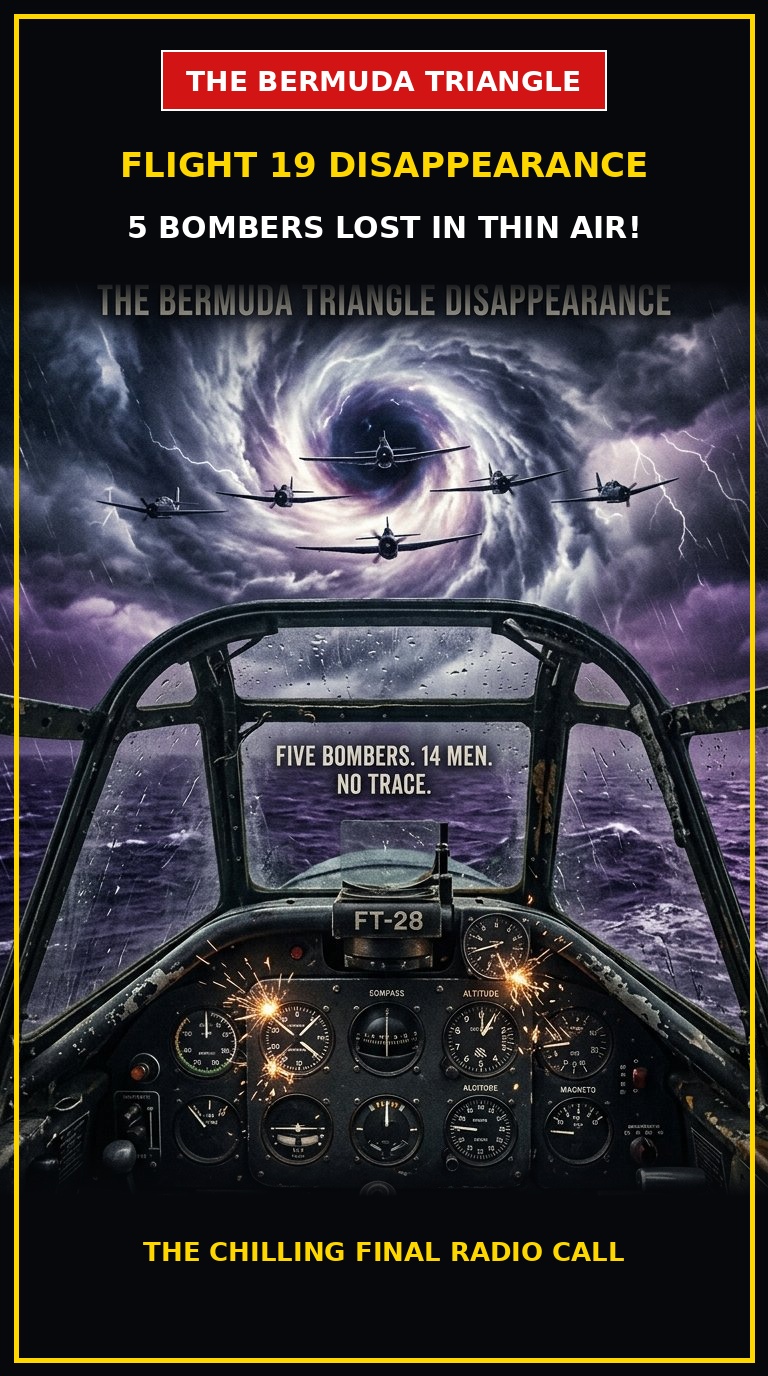 THE BERMUDA TRIANGLE
FLIGHT 19 DISAPPEARANCE
5 BOMBERS LOST IN THIN AIR!
THE BERMUDA TRIANGLE DISAPPEARANCE
FIVE BOMBERS. 14 MEN.
NO TRACE.
FT-28
SOMPASS
ALTITUDE
ALCITORE
MAGNETO
THE CHILLING FINAL RADIO CALL